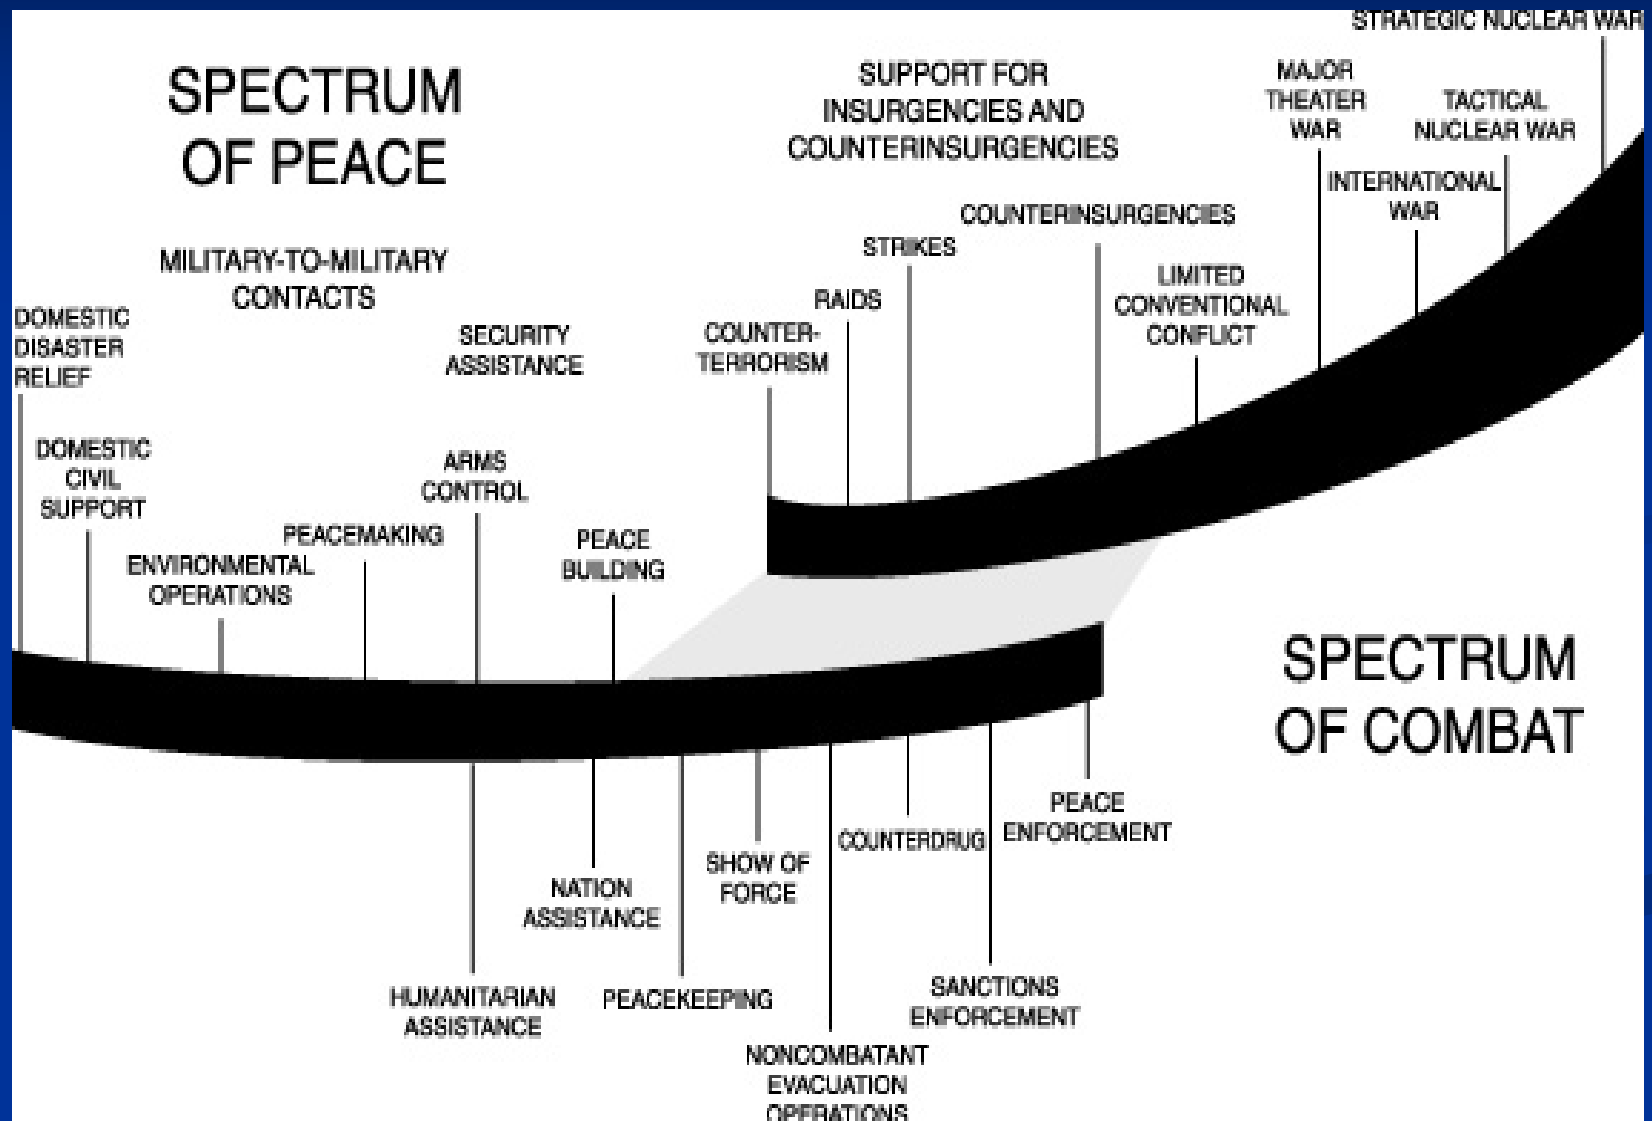 STRATEGIC NUCLEAR WAR
SPECTRUM
OF PEACE
SUPPORT FOR
INSURGENCIES AND
COUNTERINSURGENCIES
MAJOR
THEATER
WAR
TACTICAL
NUCLEAR WAR
INTERNATIONAL
WAR
COUNTERINSURGENCIES
STRIKES
LIMITED
CONVENTIONAL
CONFLICT
RAIDS
COUNTER-
TERRORISM
MILITARY-TO-MILITARY
CONTACTS
DOMESTIC
DISASTER
RELIEF
SECURITY
ASSISTANCE
DOMESTIC
CIVIL
SUPPORT
ARMS
CONTROL
PEACEMAKING
ENVIRONMENTAL
OPERATIONS
PEACE
BUILDING
SPECTRUM
OF COMBAT
PEACE
ENFORCEMENT
COUNTERDRUG
SHOW OF
FORCE
NATION
ASSISTANCE
HUMANITARIAN
ASSISTANCE
PEACEKEEPING
SANCTIONS
ENFORCEMENT
NONCOMBATANT
EVACUATION
OPERATIONS